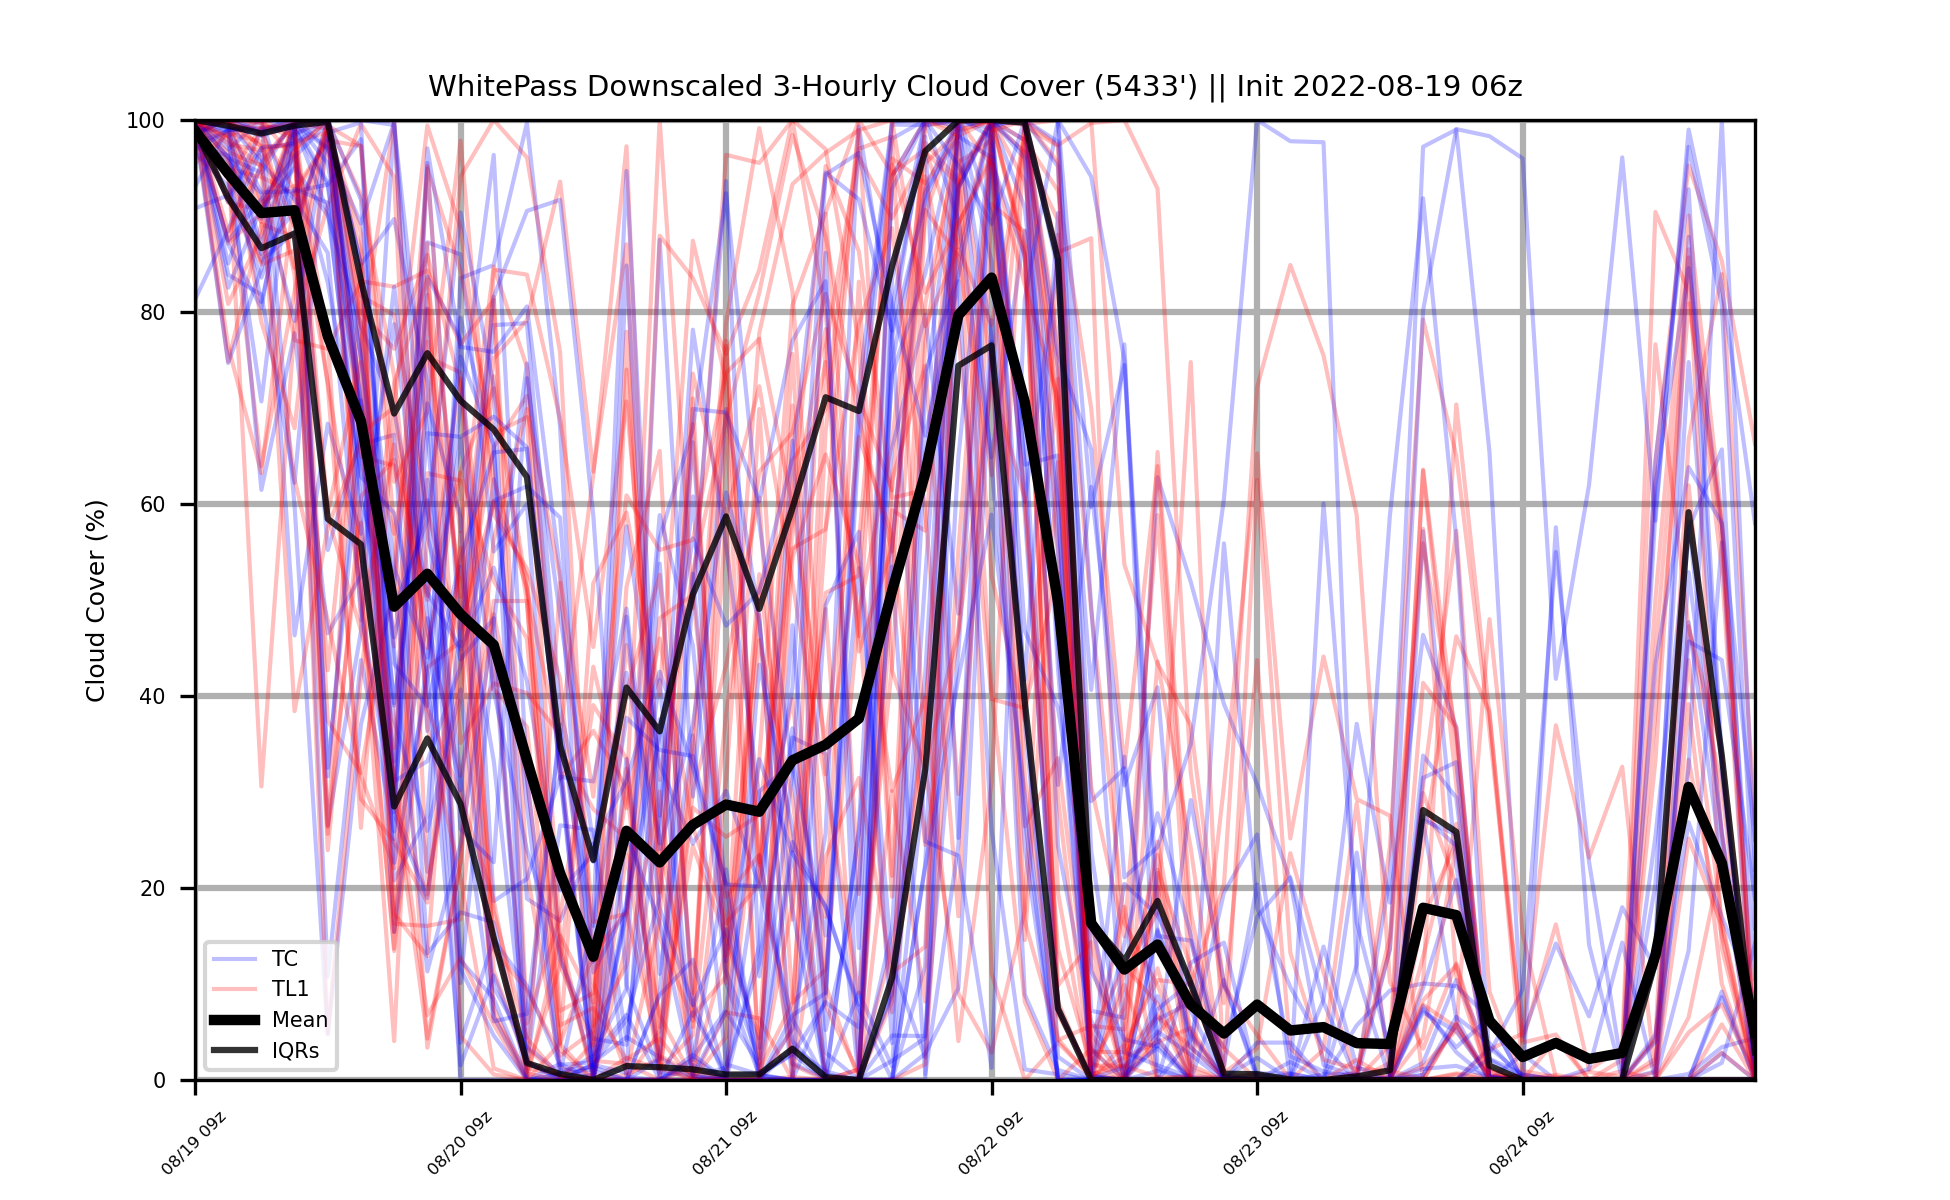 WhitePass Downscaled 3-Hourly Cloud Cover (5433') || Init 2022-08-19 06z
Cloud Cover (%)
100
80
60
40
20
0
TC
TL1
Mean
IQRs
08/19 09z
08/20 09z
08/21 09z
08/22 09z
08/23 09z
08/24 09z